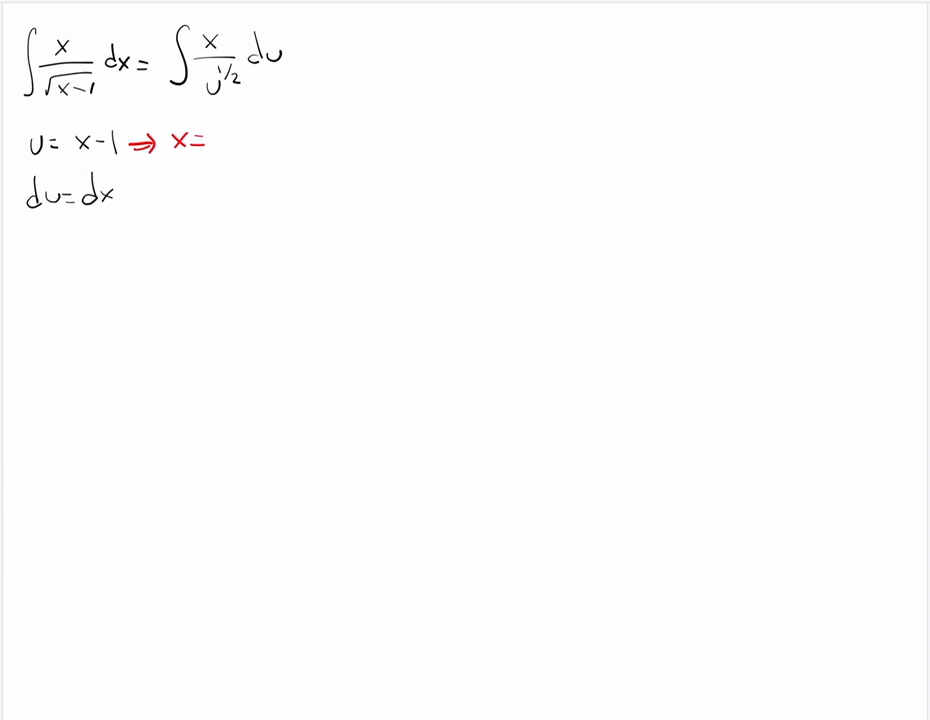 ∫ x/√(x-1) dx = ∫ x/u^(1/2) du
u = x-1 ⇒ x=
du = dx